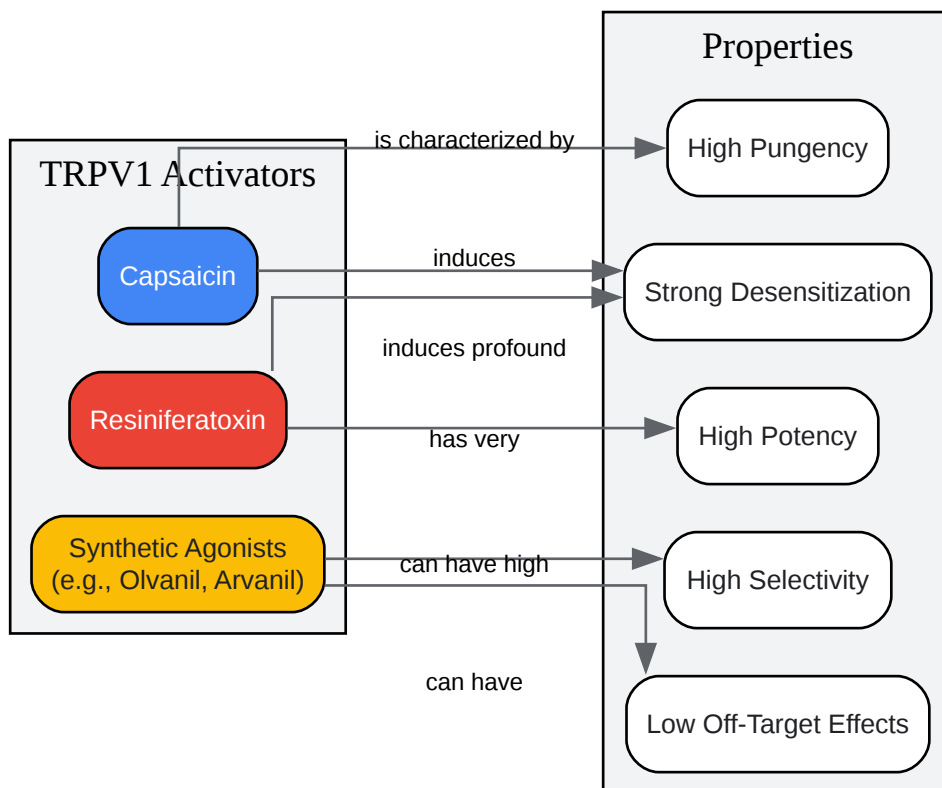 Properties
is characterized by
High Pungency
TRPV1 Activators
Capsaicin
induces
Strong Desensitization
induces profound
Resiniferatoxin
has very
High Potency
Synthetic Agonists
(e.g., Olvanil, Arvanil)
can have high
High Selectivity
can have
Low Off-Target Effects